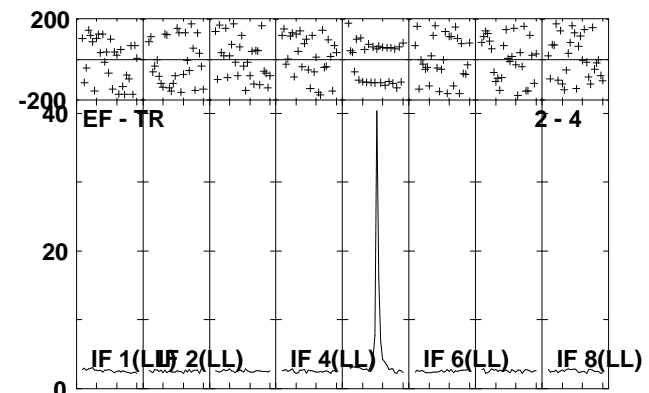 200
-200
40
EF - TR 2 - 4
20
IF 1(LL) IF 2(LL) IF 4(LL) IF 6(LL) IF 8(LL)
0